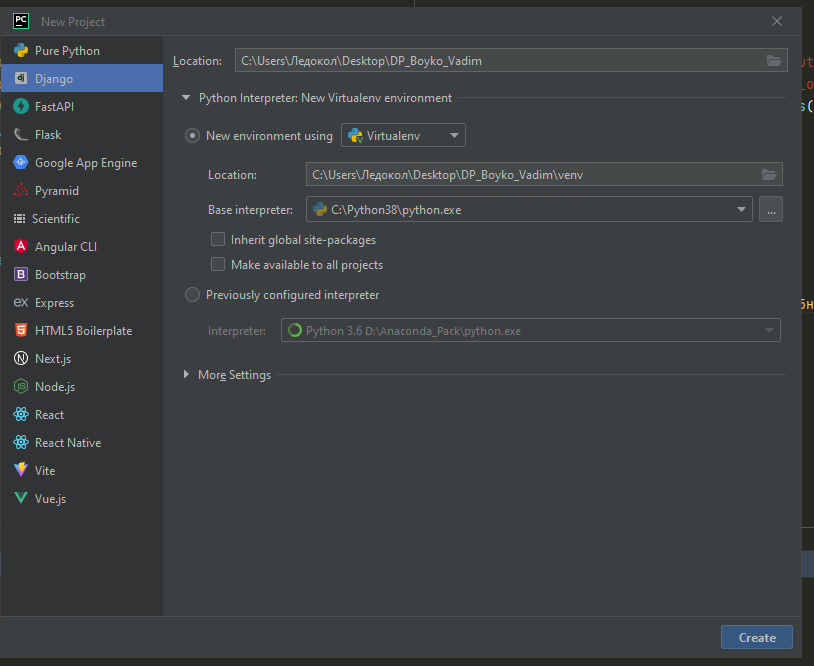 PC New Project
Pure Python
Django
FastAPI
Flask
Google App Engine
Pyramid
Scientific
Angular CLI
Bootstrap
ex Express
HTML5 Boilerplate
Next.js
Node.js
React
React Native
Vite
Vue.js
Location: C:\Users\Ледокол\Desktop\DP_Boyko_Vadim
Python Interpreter: New Virtualenv environment
New environment using Virtualenv
Location: C:\Users\Ледокол\Desktop\DP_Boyko_Vadim\venv
Base interpreter: C:\Python38\python.exe ...
Inherit global site-packages
Make available to all projects
Previously configured interpreter
Interpreter: Python 3.6 D:\Anaconda_Pack\python.exe
More Settings
Create